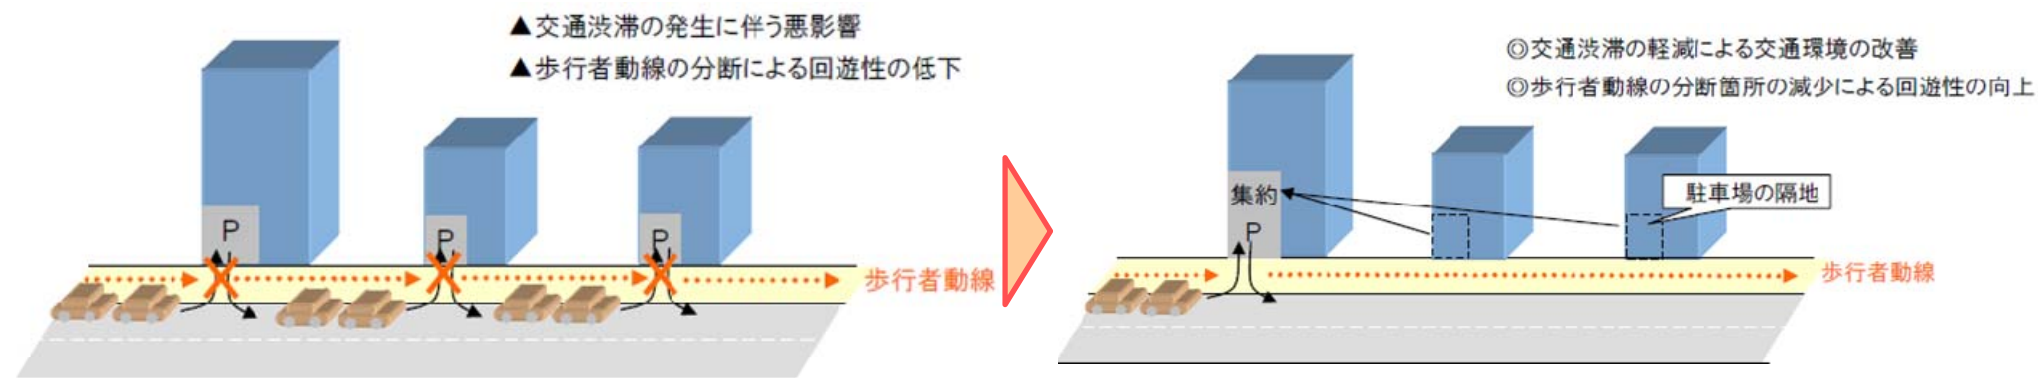 ▲交通渋滞の発生に伴う悪影響
▲歩行者動線の分断による回遊性の低下
P
P
P
歩行者動線
◎交通渋滞の軽減による交通環境の改善
◎歩行者動線の分断箇所の減少による回遊性の向上
集約
P
駐車場の隔地
歩行者動線